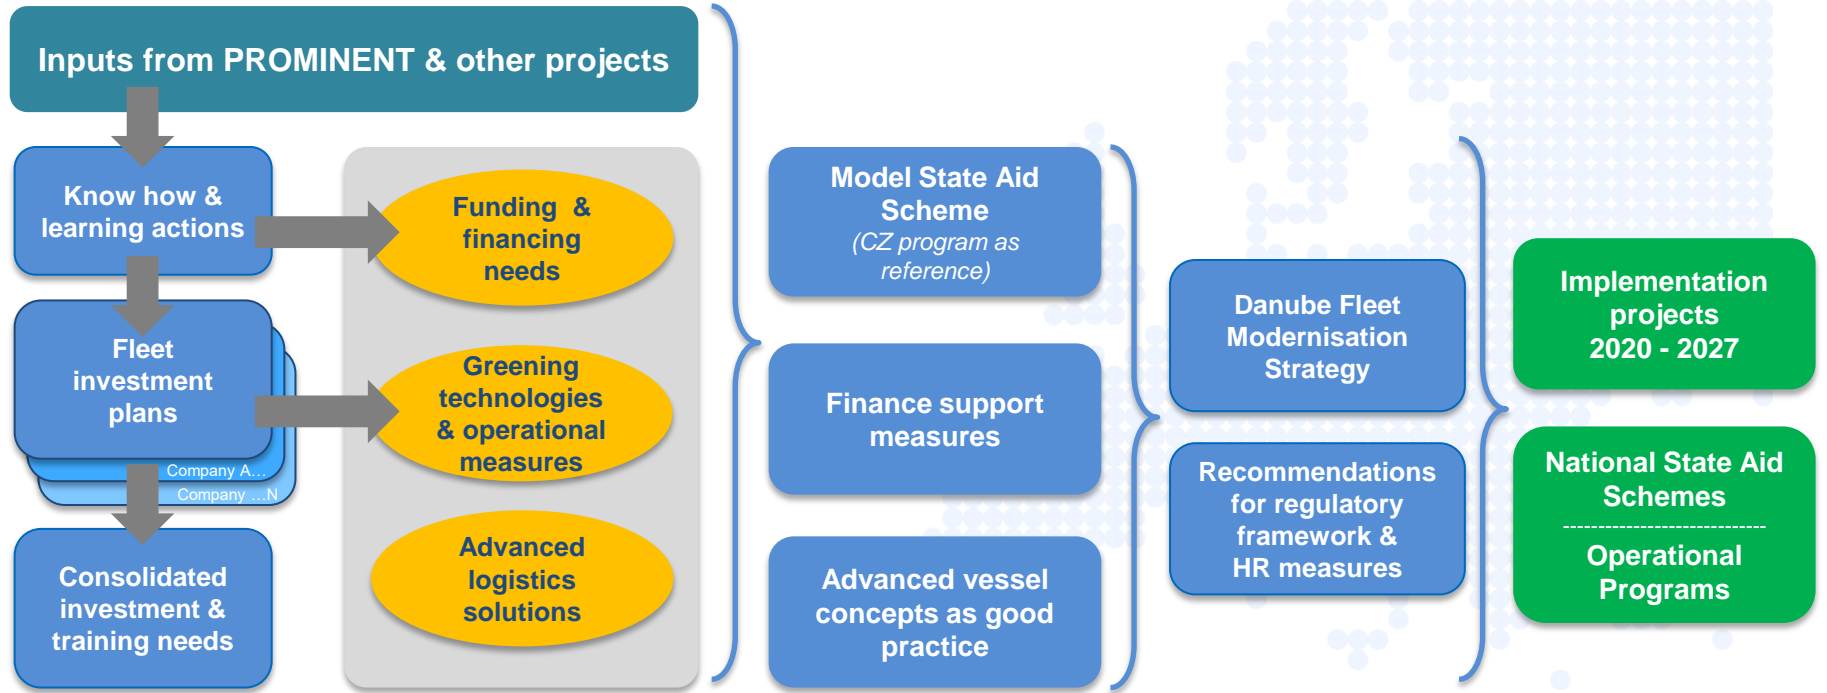 Inputs from PROMINENT & other projects
Know how &
learning actions
Fleet
investment
plans
Company A...
Company ...N
Consolidated
investment &
training needs
Funding &
financing
needs
Greening
technologies
& operational
measures
Advanced
logistics
solutions
Model State Aid
Scheme
(CZ program as
reference)
Finance support
measures
Advanced vessel
concepts as good
practice
Danube Fleet
Modernisation
Strategy
Recommendations
for regulatory
framework &
HR measures
Implementation
projects
2020 - 2027
National State Aid
Schemes
-----------------------------
Operational
Programs